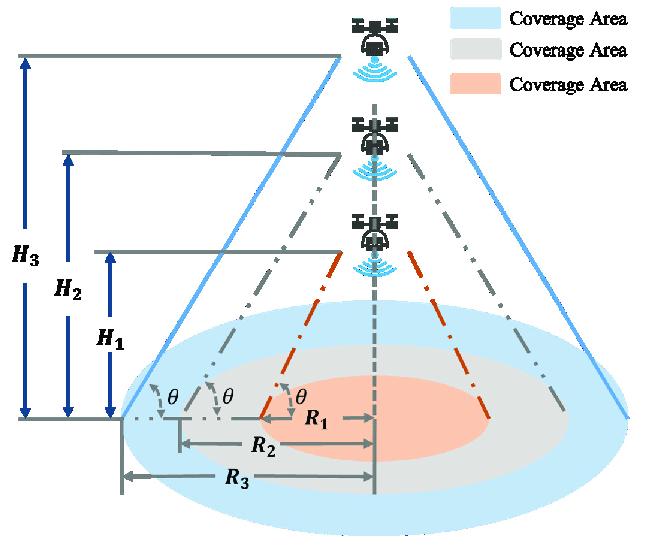 Coverage Area
Coverage Area
Coverage Area
H₃
H₂
H₁
θ
θ
θ
R₁
R₂
R₃